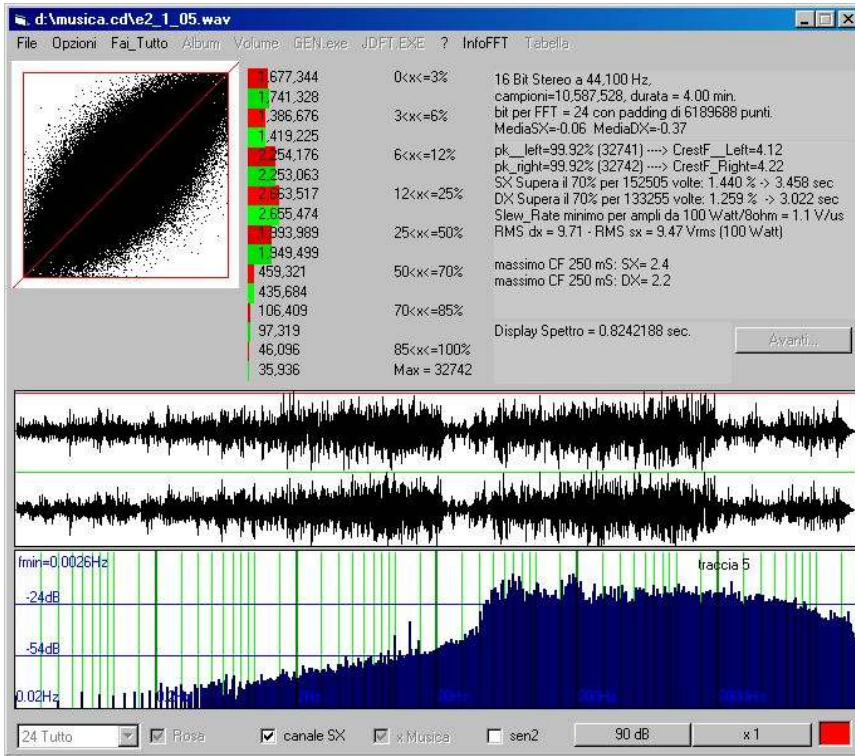 d:\musica.cd\e2_1_05.wav
File Opzioni Fai_Tutto Album Volume GEN.exe JDFT.EXE ? InfoFFT Tabella
1,677,344 0<x<=3%
1,741,328
1,386,676 3<x<=6%
1,419,225
2,254,176 6<x<=12%
2,253,063
2,663,517 12<x<=25%
2,655,474
1,993,989 25<x<=50%
1,949,499
459,321 50<x<=70%
435,684
106,409 70<x<=85%
97,319
46,096 85<x<=100%
35,936 Max = 32742
16 Bit Stereo a 44,100 Hz,
campioni=10,587,528, durata = 4.00 min.
bit per FFT = 24 con padding di 6189688 punti.
MediaSX=-0.06 MediaDX=-0.37
pk__left=99.92% (32741) ----> CrestF__Left=4.12
pk_right=99.92% (32742) ----> CrestF_Right=4.22
SX Supera il 70% per 152505 volte: 1.440 % -> 3.458 sec
DX Supera il 70% per 133255 volte: 1.259 % -> 3.022 sec
Slew_Rate minimo per ampli da 100 Watt/8ohm = 1.1 V/us
RMS dx = 9.71 - RMS sx = 9.47 Vrms (100 Watt)
massimo CF 250 mS: SX= 2.4
massimo CF 250 mS: DX= 2.2
Display Spettro = 0.8242188 sec.
Avanti...
fmin=0.0026Hz
traccia 5
-24dB
-54dB
0.02Hz 0.2Hz 2Hz 20Hz 200Hz 2000Hz
24 Tutto Rosa canale SX x Musica sen2 90 dB x 1